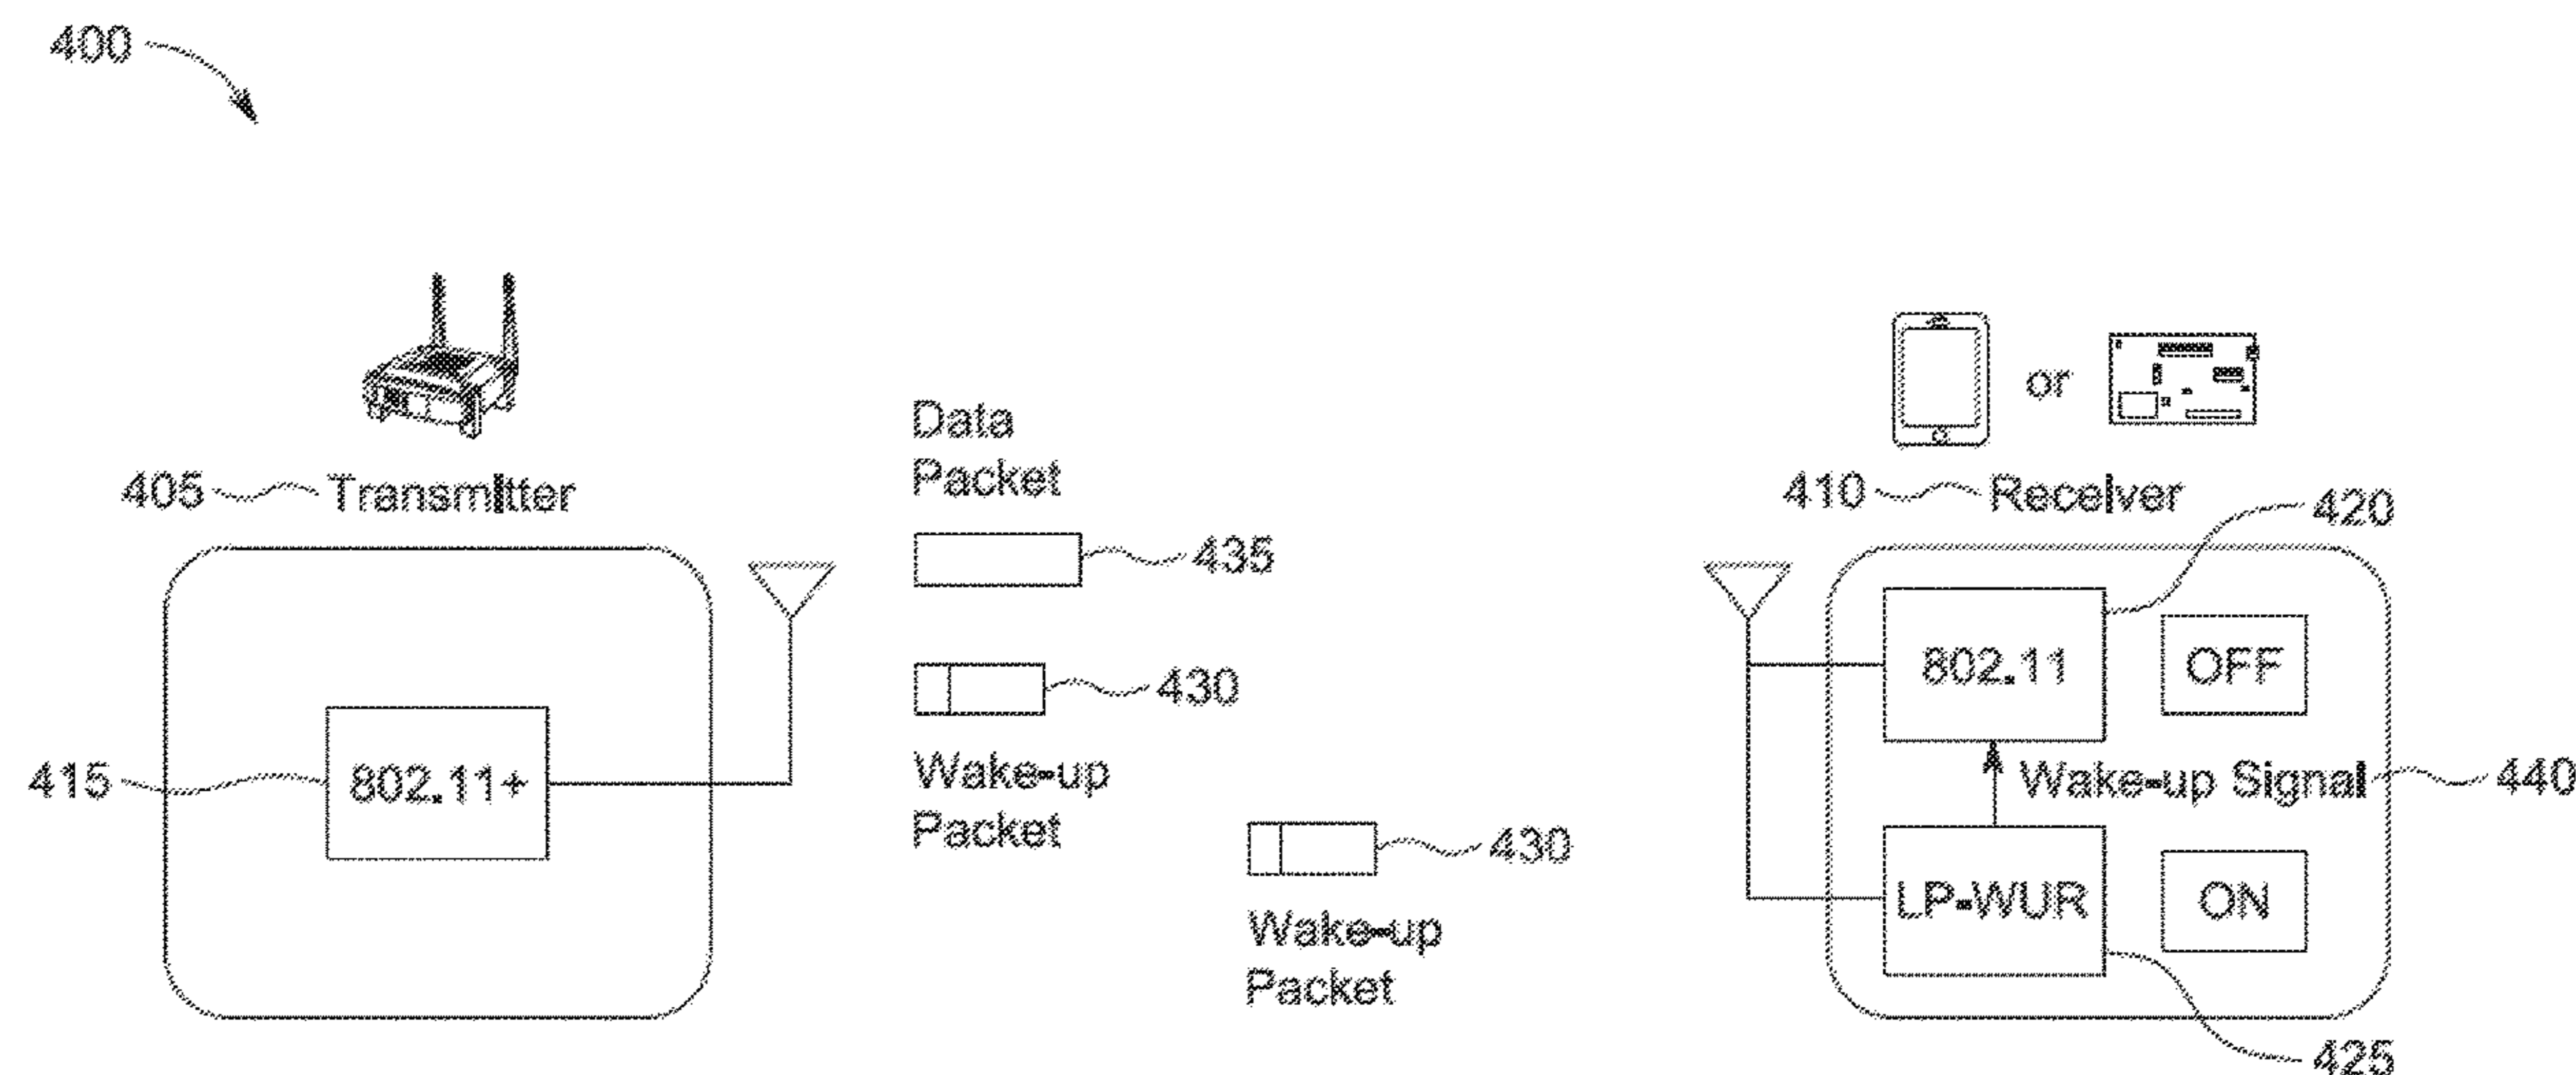 400
or
405 Transmitter
Data
Packet
410 Receiver
420
435
802.11
OFF
430
415
802.11+
Wake-up
Packet
Wake-up Signal
440
430
LP-WUR
ON
Wake-up
Packet
425